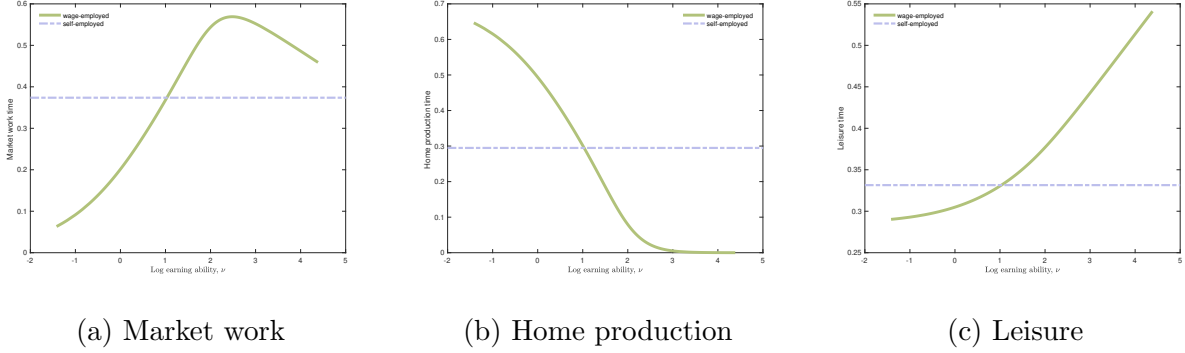 0.6
0.5
0.4
0.3
0.2
0.1
0
Market work time
wage-employed
self-employed
-2 -1 0 1 2 3 4 5
Log earning ability, ν
(a) Market work
0.7
0.6
0.5
0.4
0.3
0.2
0.1
0
Home production time
wage-employed
self-employed
-2 -1 0 1 2 3 4 5
Log earning ability, ν
(b) Home production
0.55
0.5
0.45
0.4
0.35
0.3
0.25
Leisure time
wage-employed
self-employed
-2 -1 0 1 2 3 4 5
Log earning ability, ν
(c) Leisure